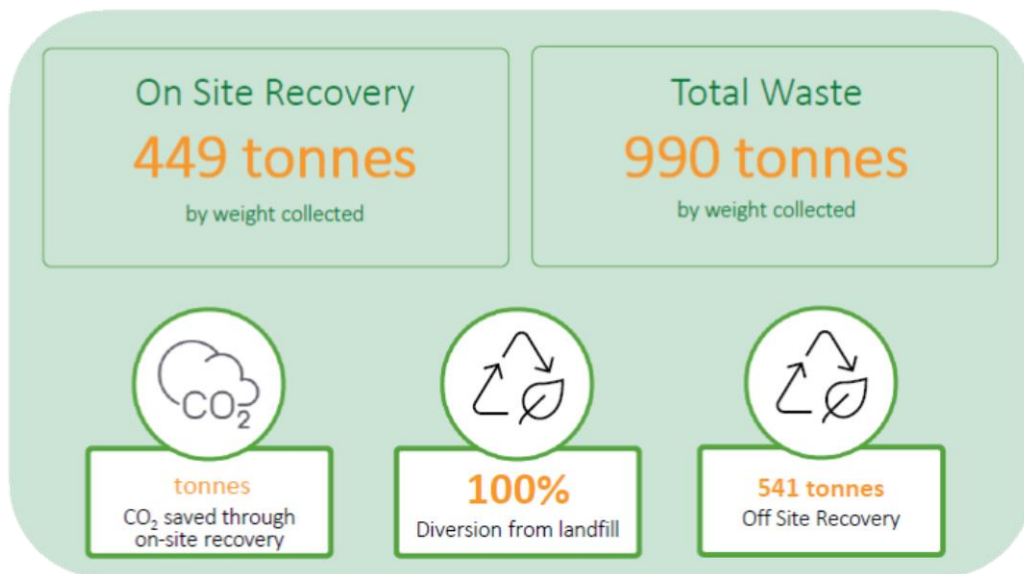 On Site Recovery
449 tonnes
by weight collected
Total Waste
990 tonnes
by weight collected
CO₂
tonnes
CO₂ saved through
on-site recovery
100%
Diversion from landfill
541 tonnes
Off Site Recovery